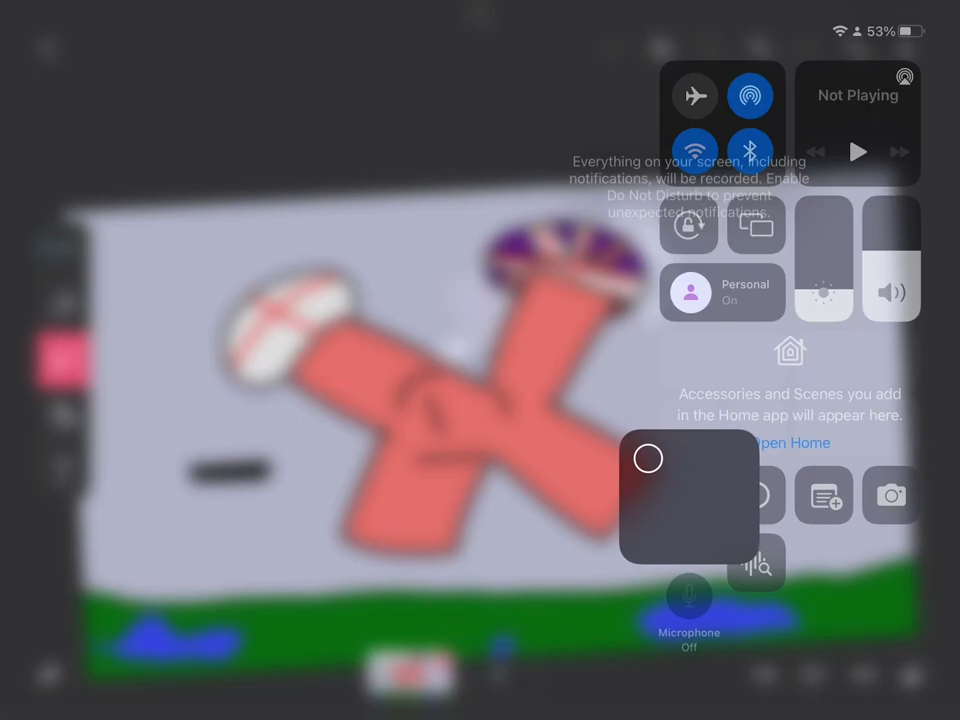 53%
Not Playing
Everything on your screen, including
notifications, will be recorded. Enable
Do Not Disturb to prevent
unexpected notifications.
Personal
On
Accessories and Scenes you add
in the Home app will appear here.
pen Home
Microphone
Off